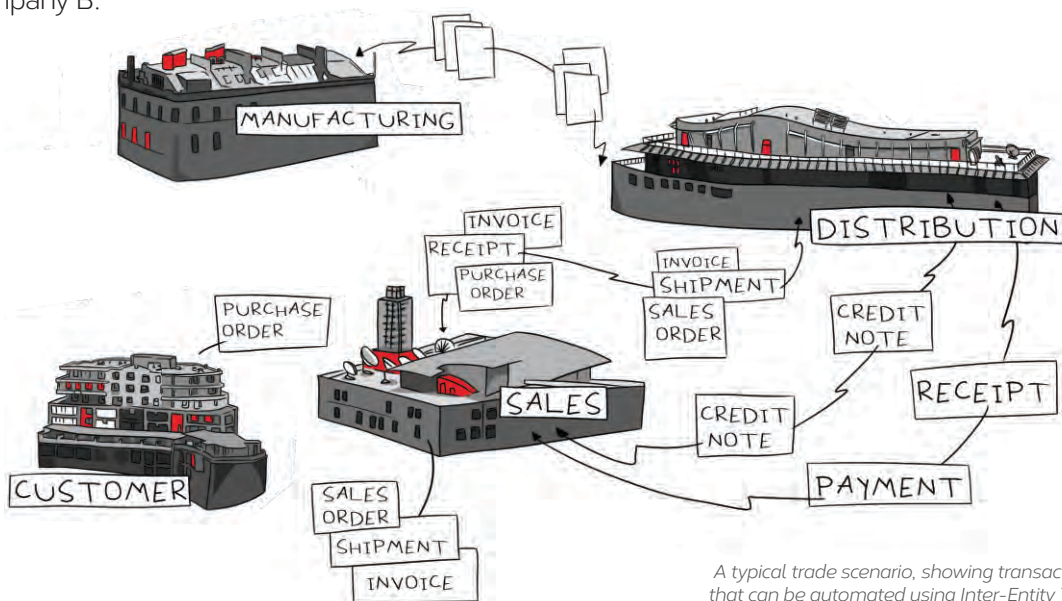 MANUFACTURING
DISTRIBUTION
INVOICE
RECEIPT
PURCHASE
ORDER
INVOICE
SHIPMENT
SALES
ORDER
PURCHASE
ORDER
CREDIT
NOTE
RECEIPT
SALES
CREDIT
NOTE
CUSTOMER
PAYMENT
SALES
ORDER
SHIPMENT
INVOICE
A typical trade scenario, showing
that can be automated using Inter-Entity